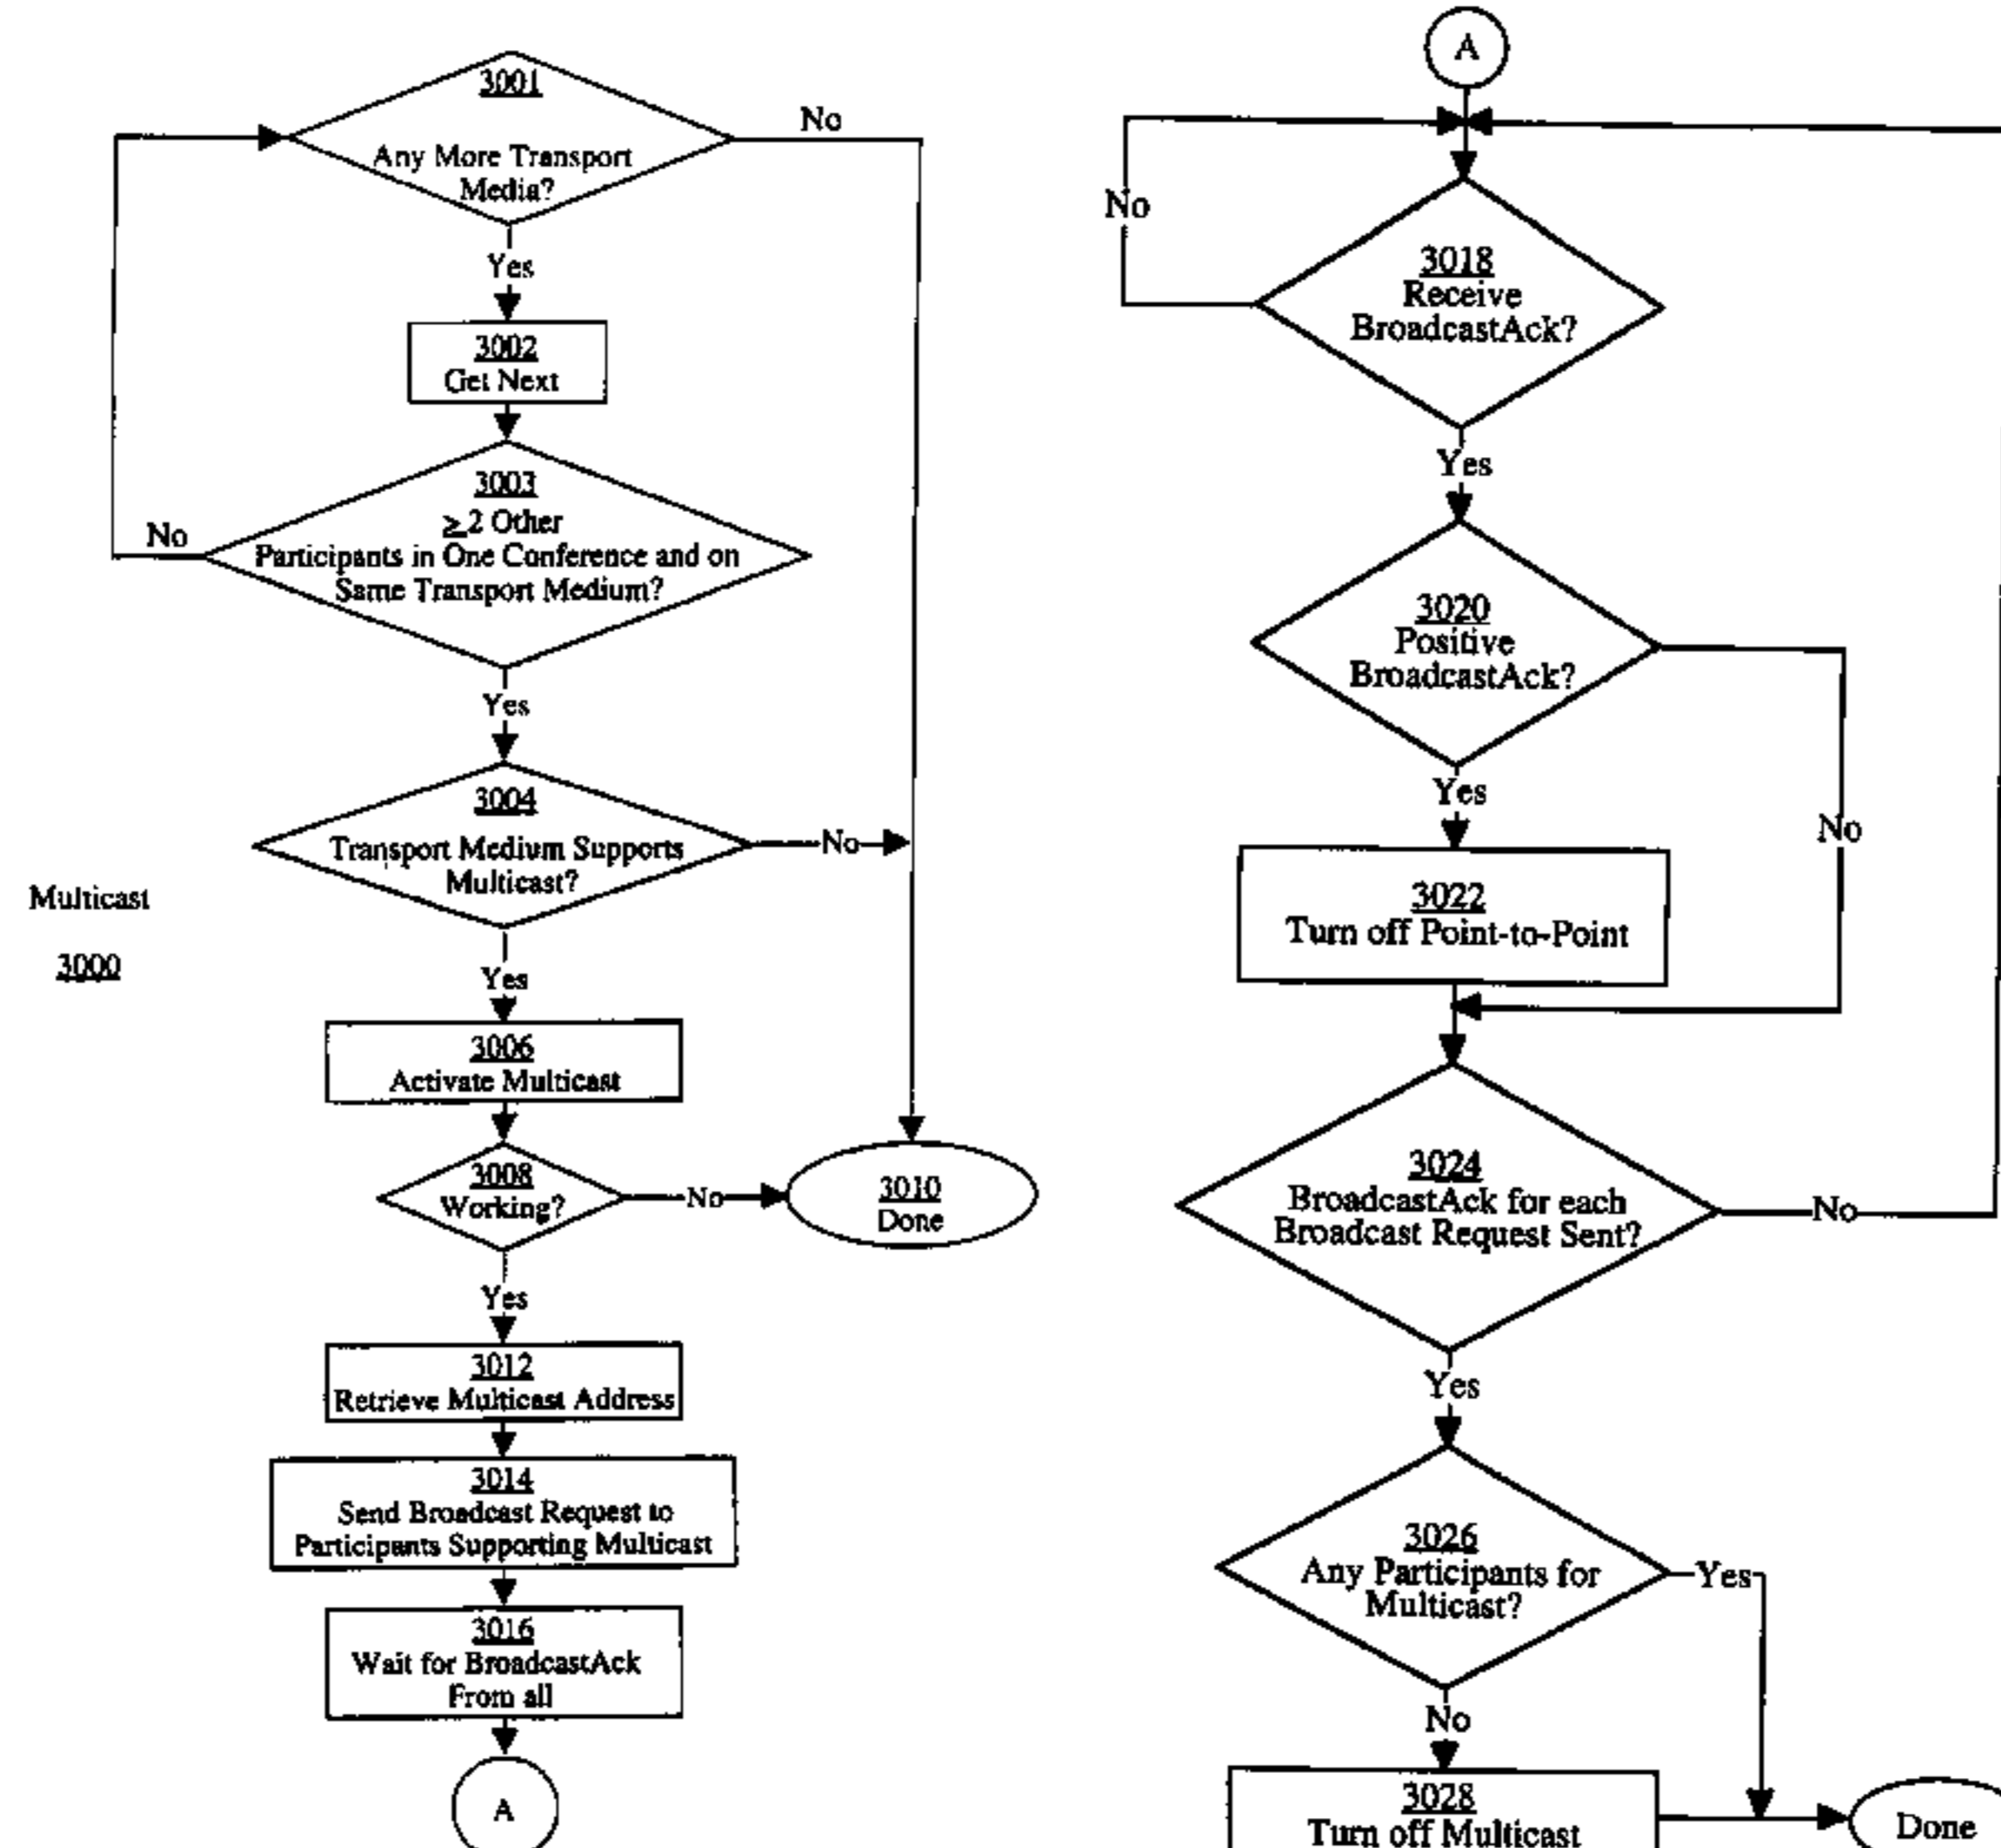 3001
Any More Transport
Media?
No
Yes
3002
Get Next
3003
≥2 Other
Participants in One Conference and on
Same Transport Medium?
No
Yes
3004
Transport Medium Supports
Multicast?
No
Multicast
3000
Yes
3006
Activate Multicast
3008
Working?
No
3010
Done
Yes
3012
Retrieve Multicast Address
3014
Send Broadcast Request to
Participants Supporting Multicast
3016
Wait for BroadcastAck
From all
A
A
No
3018
Receive
BroadcastAck?
Yes
3020
Positive
BroadcastAck?
No
Yes
3022
Turn off Point-to-Point
3024
BroadcastAck for each
Broadcast Request Sent?
No
Yes
3026
Any Participants for
Multicast?
Yes
No
3028
Turn off Multicast
Done